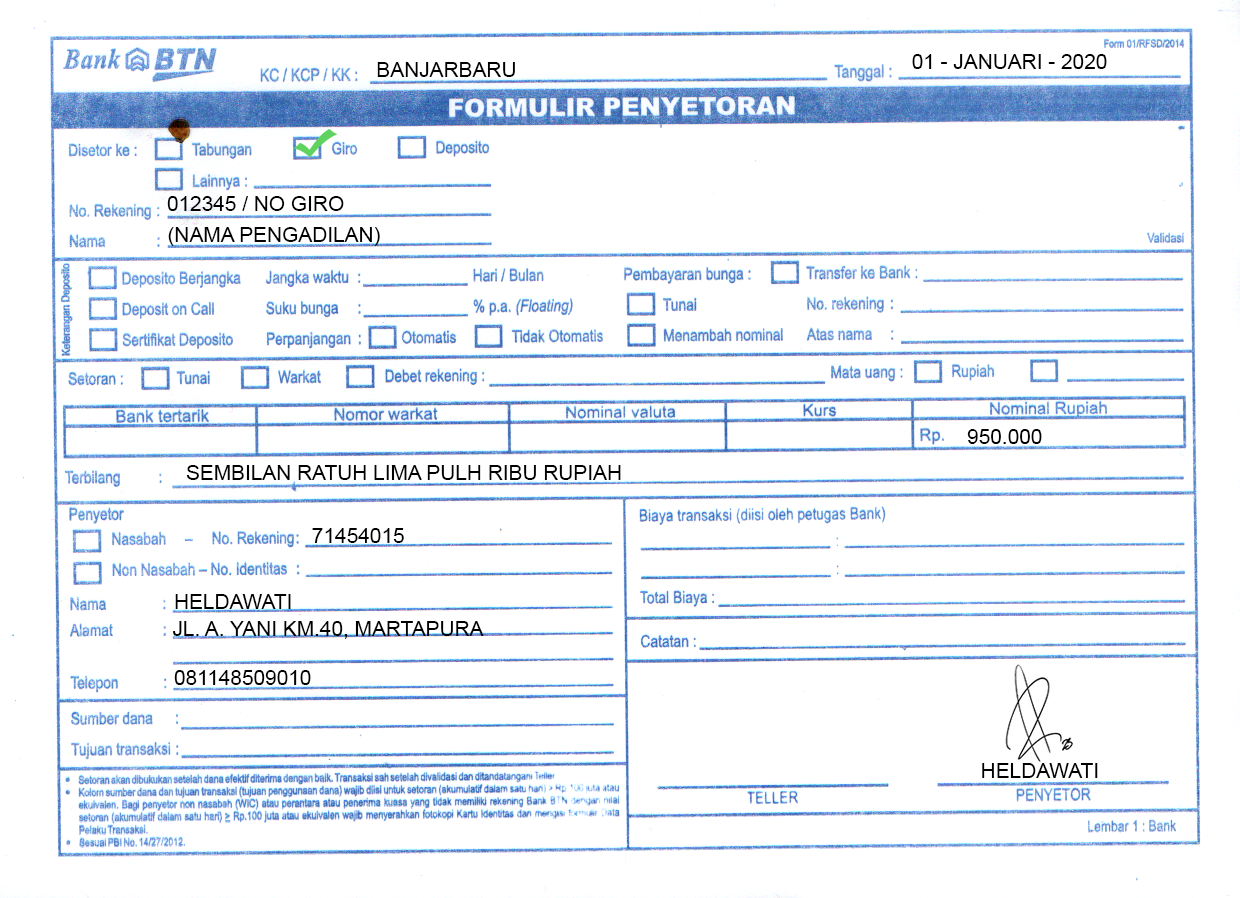 Form 01/RFSD/2014
Bank BTN KC / KCP / KK : BANJARBARU Tanggal : 01 - JANUARI - 2020
FORMULIR PENYETORAN
Disetor ke : Tabungan Giro Deposito
Lainnya :
No. Rekening : 012345 / NO GIRO
Nama : (NAMA PENGADILAN)
Validasi
Keterangan Deposito
Deposito Berjangka Jangka waktu : Hari / Bulan Pembayaran bunga : Transfer ke Bank :
Deposit on Call Suku bunga : % p.a. (Floating) Tunai No. rekening :
Sertifikat Deposito Perpanjangan : Otomatis Tidak Otomatis Menambah nominal Atas nama :
Setoran : Tunai Warkat Debet rekening : Mata uang : Rupiah
Bank tertarik Nomor warkat Nominal valuta Kurs Nominal Rupiah
Rp. 950.000
Terbilang : SEMBILAN RATUH LIMA PULH RIBU RUPIAH
Penyetor
Nasabah – No. Rekening: 71454015
Non Nasabah – No. Identitas :
Nama : HELDAWATI
Alamat : JL. A. YANI KM.40, MARTAPURA
Telepon : 081148509010
Sumber dana :
Tujuan transaksi :
Setoran akan dibukukan setelah dana efektif diterima dengan baik. Transaksi sah setelah divalidasi dan ditandatangani Teller
Kolom sumber dana dan tujuan transaksi (tujuan penggunaan dana) wajib diisi untuk setoran (akumulatif dalam satu hari) > Rp 100 juta atau
ekuivalen. Bagi penyetor non nasabah (WIC) atau perantara atau penerima kuasa yang tidak memiliki rekening Bank BTN dengan nilai
setoran (akumulatif dalam satu hari) ≥ Rp.100 juta atau ekuivalen wajib menyerahkan fotokopi Kartu Identitas dan mengisi formulir Data
Pelaku Transaksi.
Sesuai PBI No. 14/27/2012.
Biaya transaksi (diisi oleh petugas Bank)
:
:
Total Biaya :
Catatan :
HELDAWATI
TELLER PENYETOR
Lembar 1 : Bank